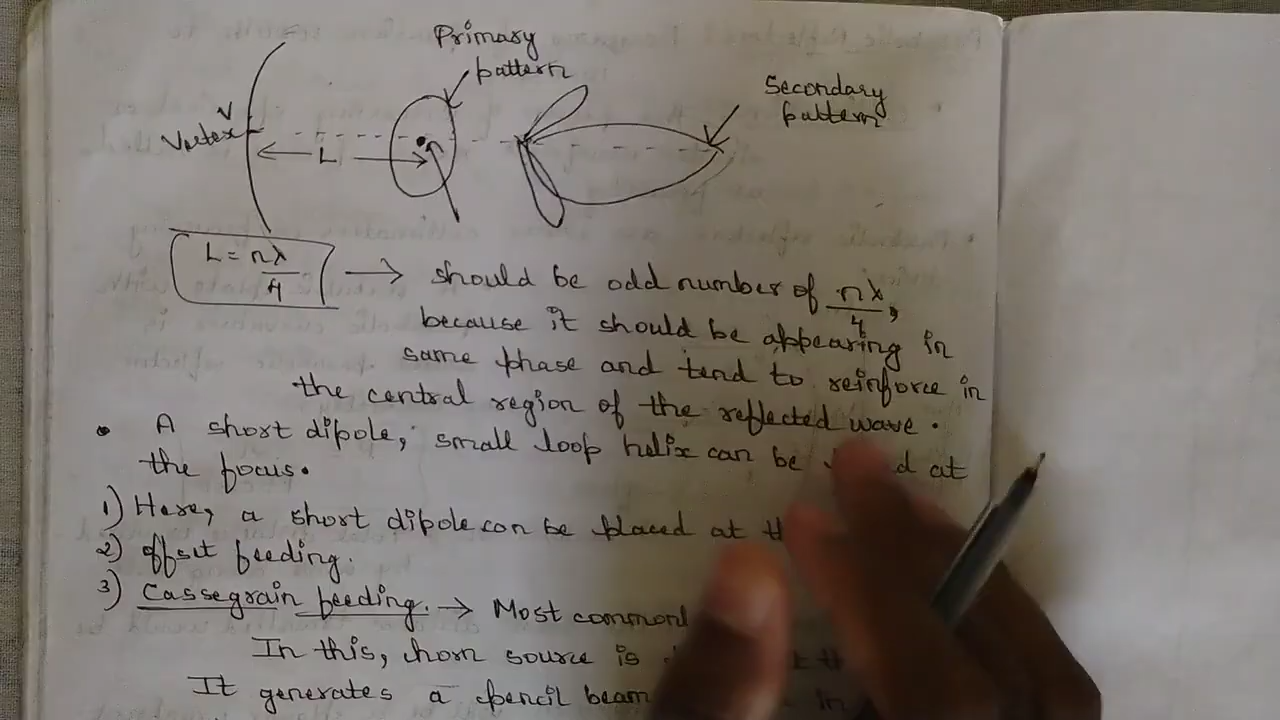 Primary
pattern
Secondary
pattern
V
Vertex
L
L = nλ/4 → should be odd number of nλ/4,
because it should be appearing in
same phase and tend to reinforce in
the central region of the reflected wave.
• A short dipole, small loop helix can be at
the focus.
1) Here, a short dipole can be placed at
2) offset feeding.
3) Cassegrain feeding. → Most common
In this, horn source is
It generates a pencil beam in